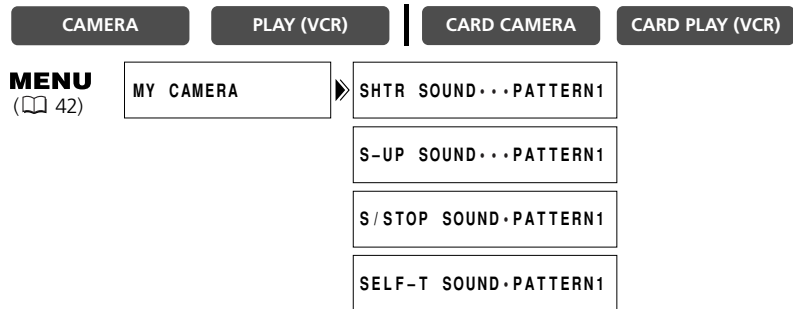 CAMERA PLAY (VCR) CARD CAMERA CARD PLAY (VCR)
MENU MY CAMERA SHTR SOUND···PATTERN1
(42)
S-UP SOUND···PATTERN1
S/STOP SOUND·PATTERN1
SELF-T SOUND·PATTERN1